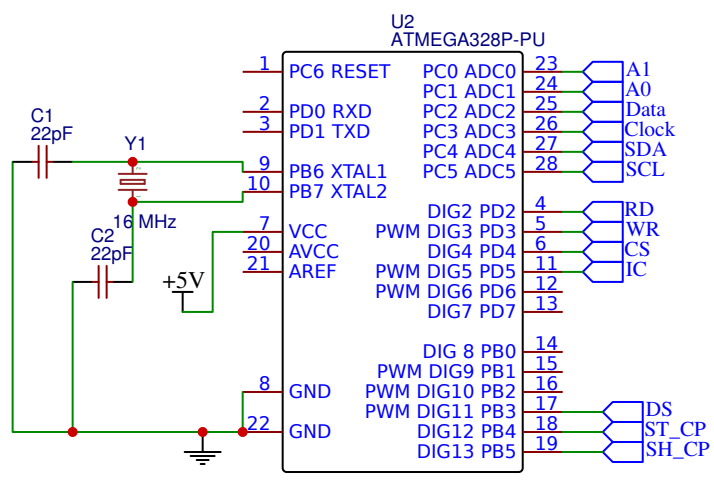 U2
ATMEGA328P-PU
1 PC6 RESET PC0 ADC0 23 A1
PC1 ADC1 24 A0
2 PD0 RXD PC2 ADC2 25 Data
3 PD1 TXD PC3 ADC3 26 Clock
PC4 ADC4 27 SDA
9 PB6 XTAL1 PC5 ADC5 28 SCL
10 PB7 XTAL2
C1
22pF
Y1
16 MHz
C2
22pF
DIG2 PD2 4 RD
7 VCC PWM DIG3 PD3 5 WR
20 AVCC DIG4 PD4 6 CS
21 AREF PWM DIG5 PD5 11 IC
+5V
PWM DIG6 PD6 12
DIG7 PD7 13
DIG 8 PB0 14
PWM DIG9 PB1 15
8 GND PWM DIG10 PB2 16
PWM DIG11 PB3 17 DS
22 GND DIG12 PB4 18 ST_CP
DIG13 PB5 19 SH_CP